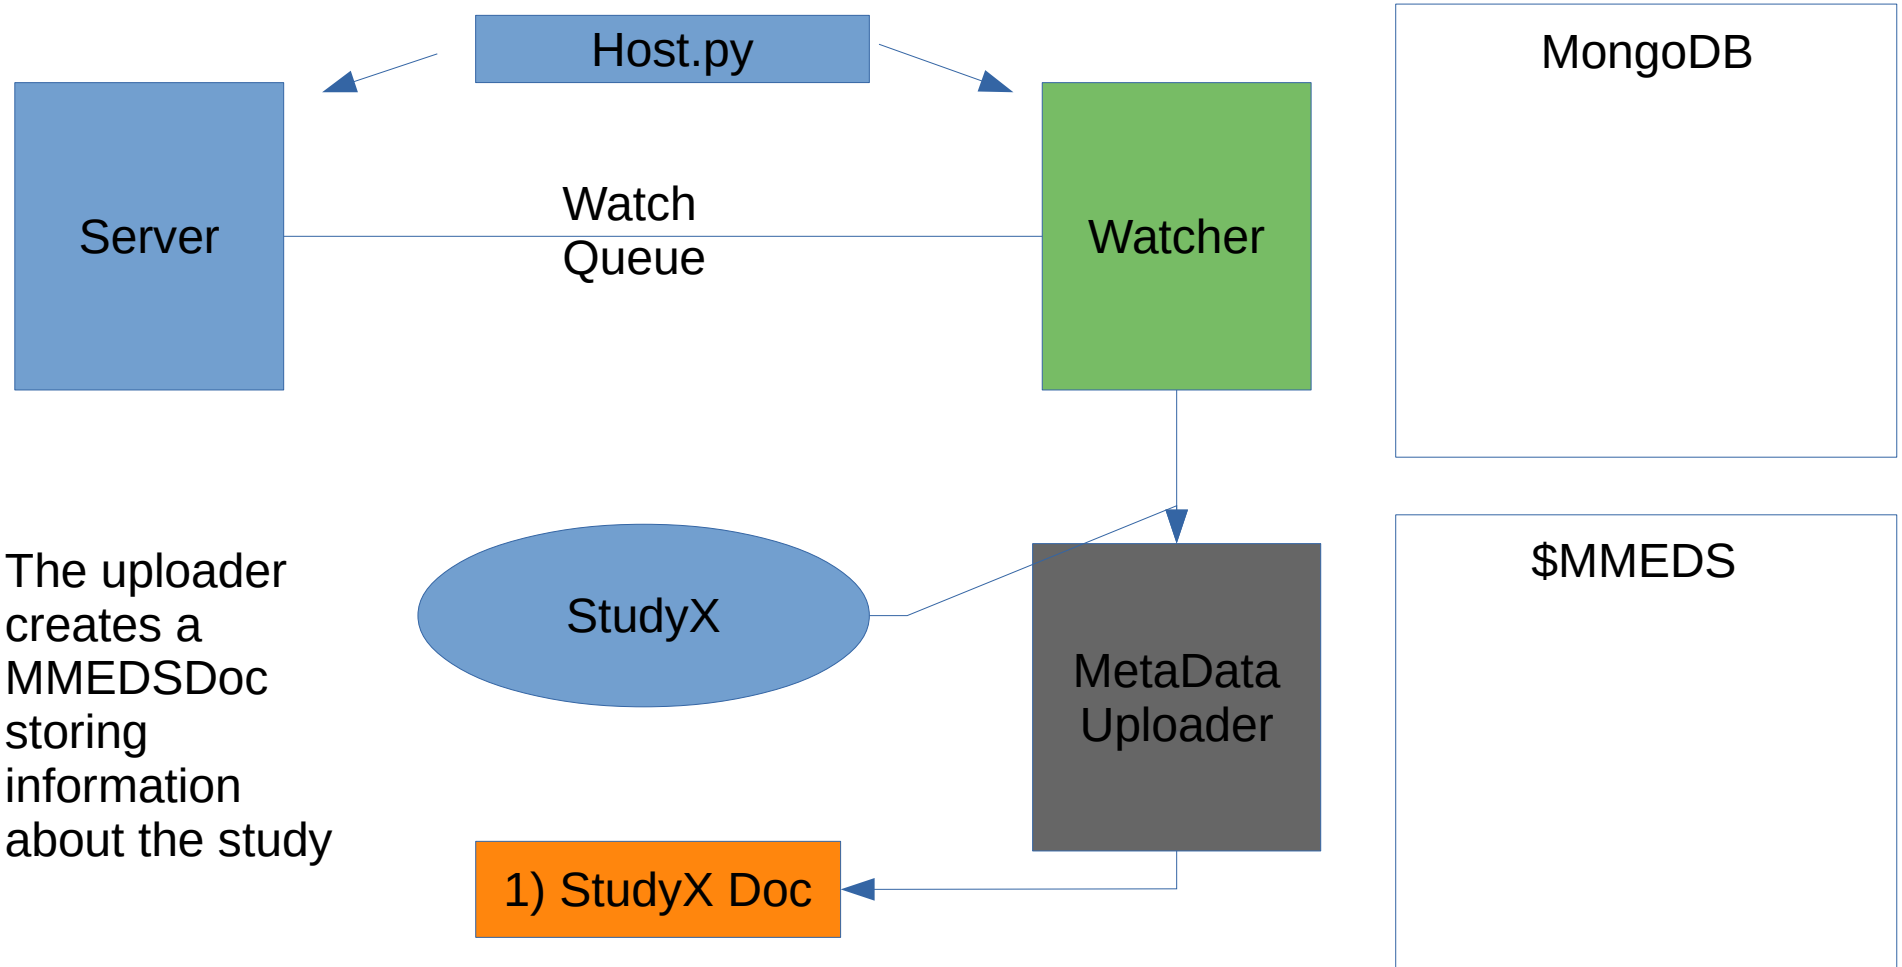 Host.py
MongoDB
Server
Watch
Queue
Watcher
The uploader
creates a
MMEDSDoc
storing
information
about the study
StudyX
MetaData
Uploader
$MMEDS
1) StudyX Doc